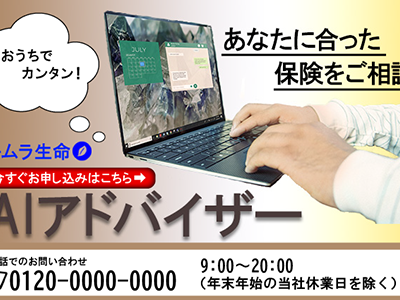 おうちで
カンタン!
あなたに合った
保険をご相談
ムラ生命
今すぐお申し込みはこちら➡
AIアドバイザー
JULY
話でのお問い合わせ
0120-0000-0000
9:00～20:00
(年末年始の当社休業日を除く)